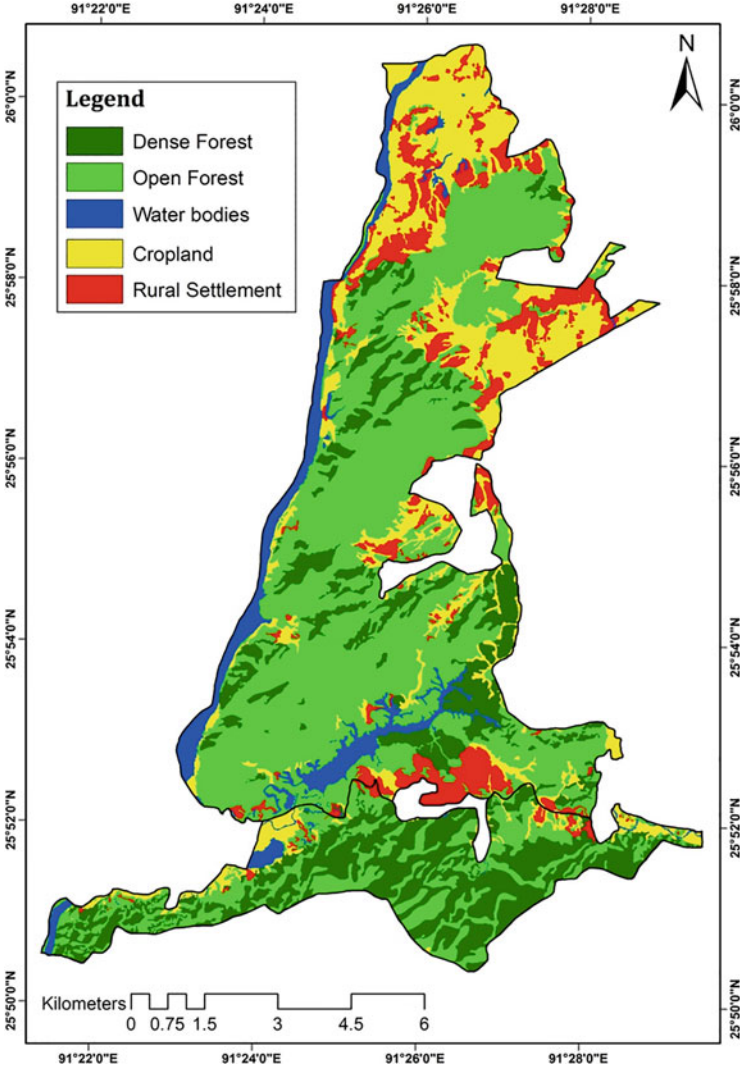 91°22'0"E 91°24'0"E 91°26'0"E 91°28'0"E
N
26°0'0"N 26°0'0"N
Legend
Dense Forest
Open Forest
Water bodies
Cropland
Rural Settlement
25°58'0"N 25°58'0"N
25°56'0"N 25°56'0"N
25°54'0"N 25°54'0"N
25°52'0"N 25°52'0"N
25°50'0"N 25°50'0"N
Kilometers
0 0.75 1.5 3 4.5 6
91°22'0"E 91°24'0"E 91°26'0"E 91°28'0"E